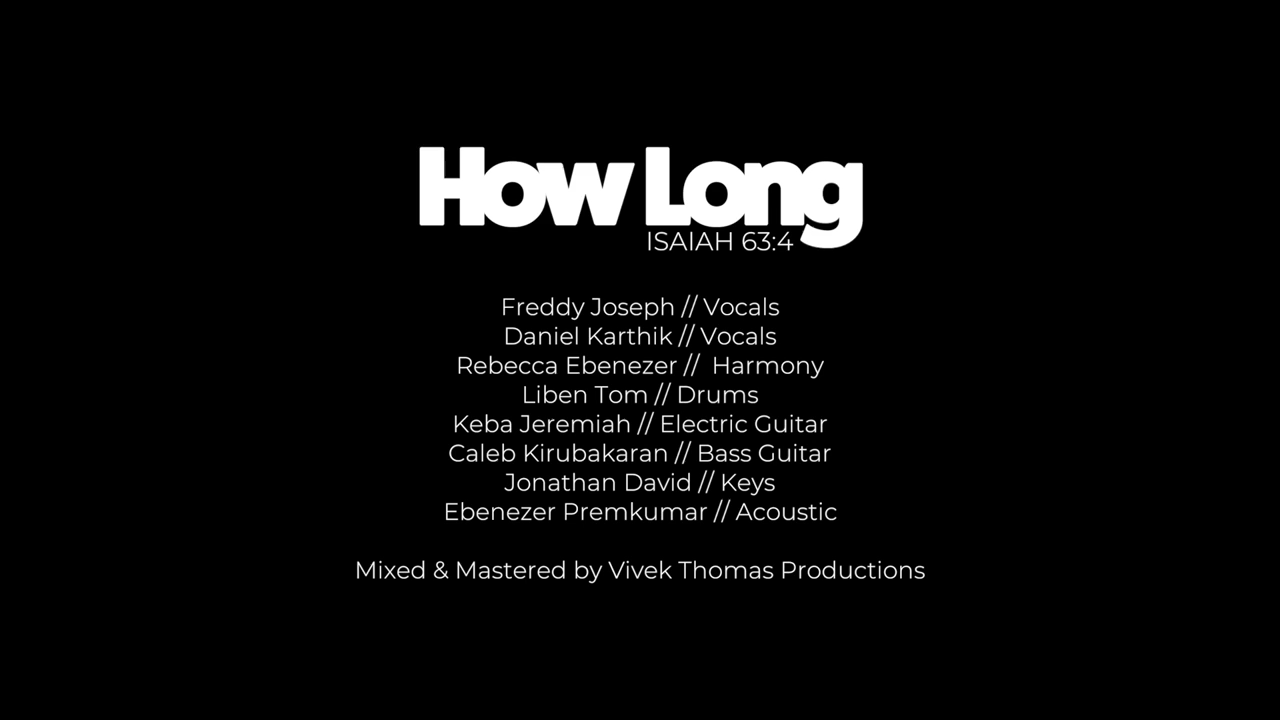 How Long
ISAIAH 63:4
Freddy Joseph // Vocals
Daniel Karthik // Vocals
Rebecca Ebenezer // Harmony
Liben Tom // Drums
Keba Jeremiah // Electric Guitar
Caleb Kirubakaran // Bass Guitar
Jonathan David // Keys
Ebenezer Premkumar // Acoustic
Mixed & Mastered by Vivek Thomas Productions